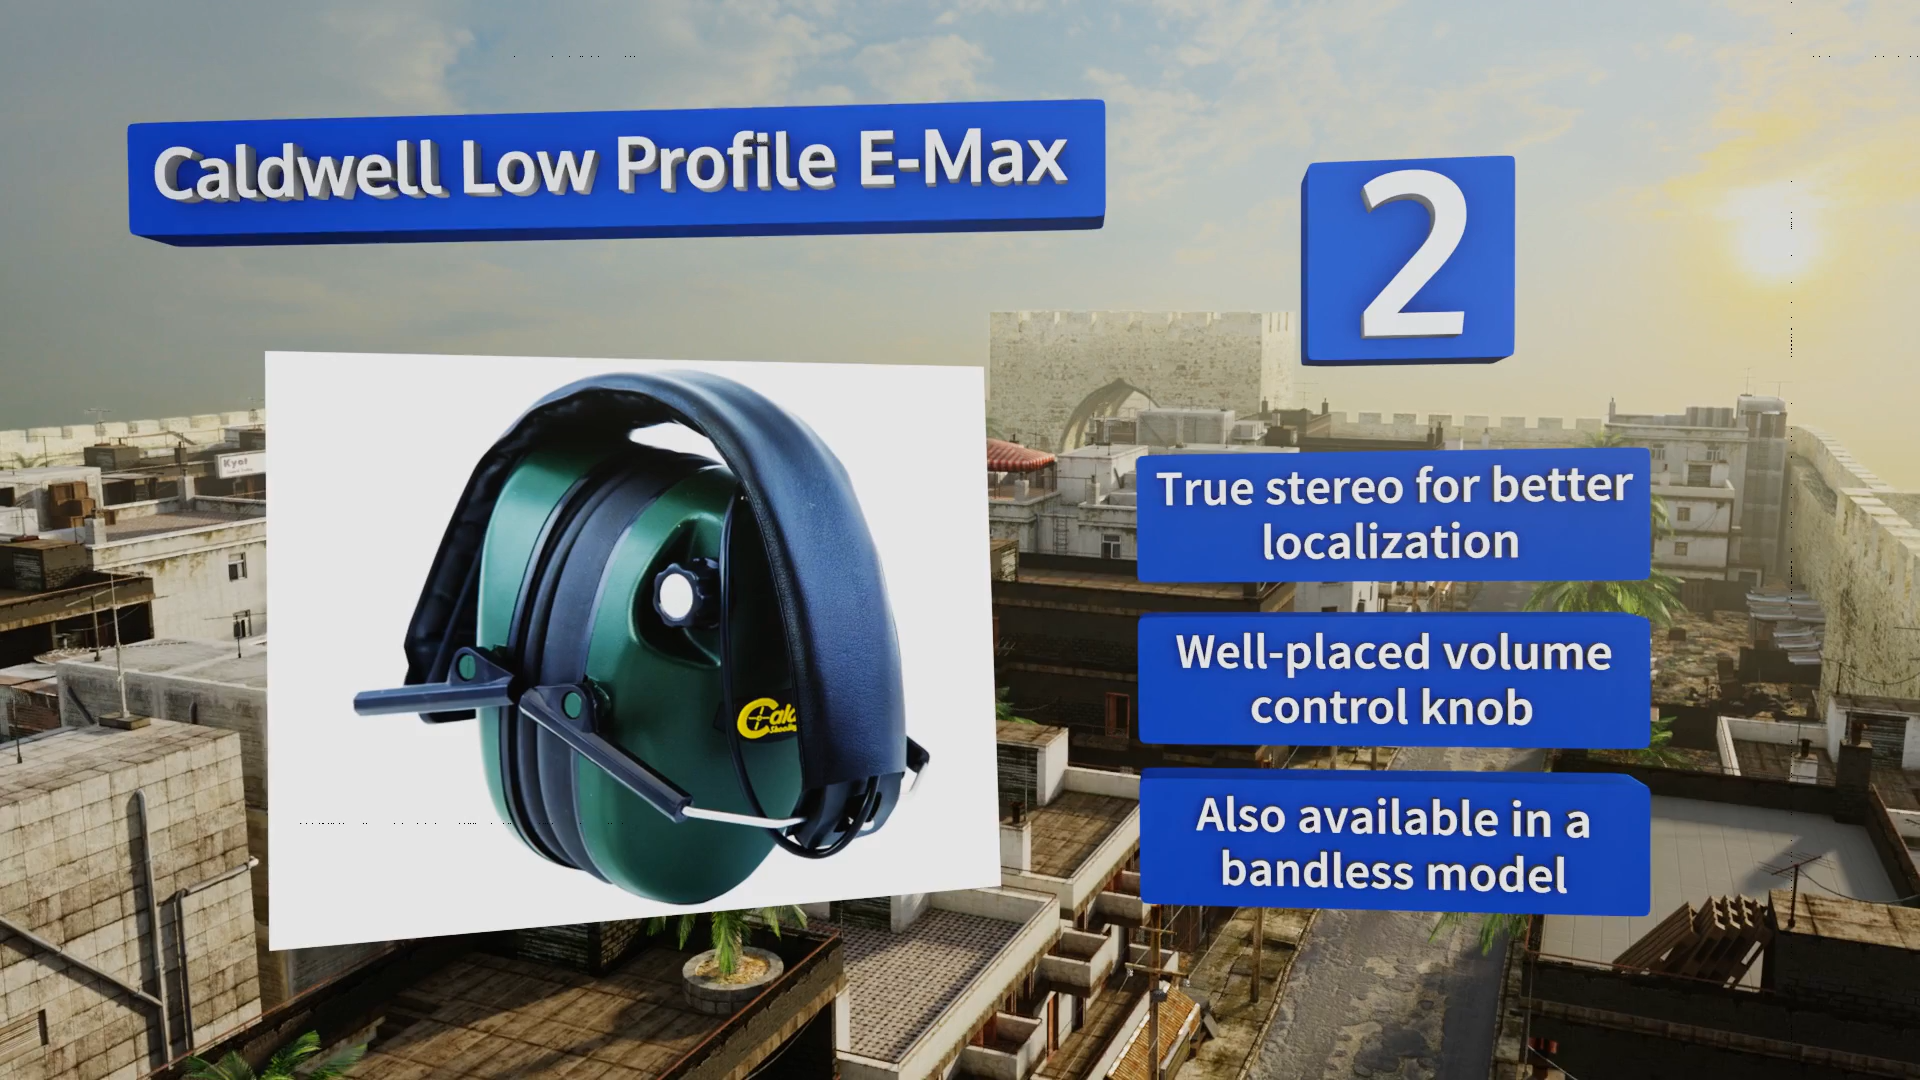 Caldwell Low Profile E-Max
2
True stereo for better
localization
Well-placed volume
control knob
Also available in a
bandless model
Kyot